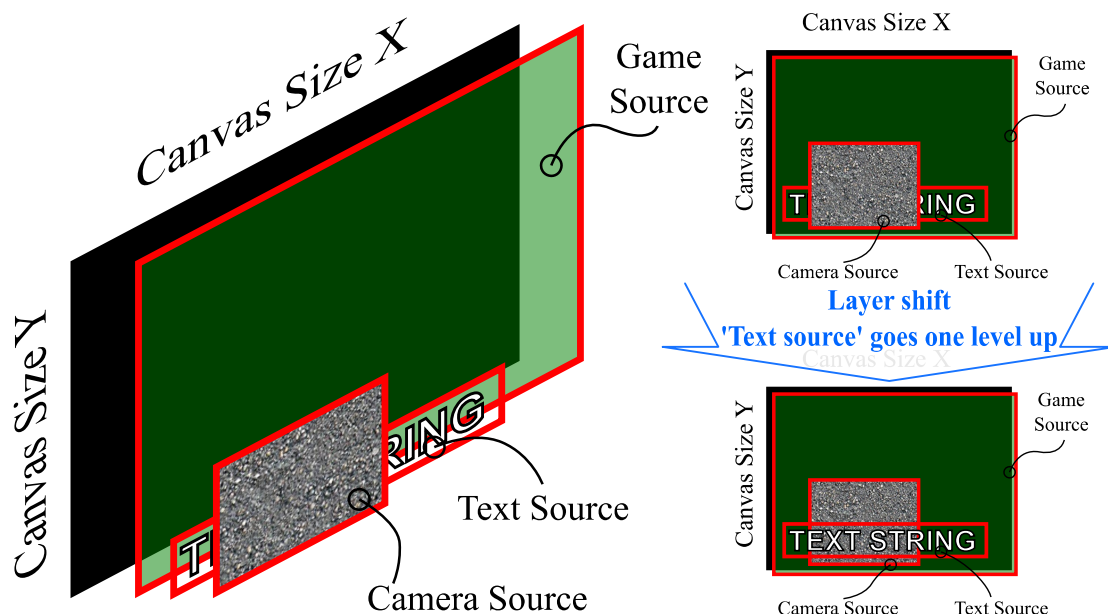 Canvas Size X
Canvas Size Y
Game
Source
T
RING
Text Source
Camera Source
Canvas Size X
Canvas Size Y
Game
Source
T
RING
Camera Source
Text Source
Layer shift
'Text source' goes one level up
Canvas Size X
Canvas Size Y
Game
Source
TEXT STRING
Camera Source
Text Source